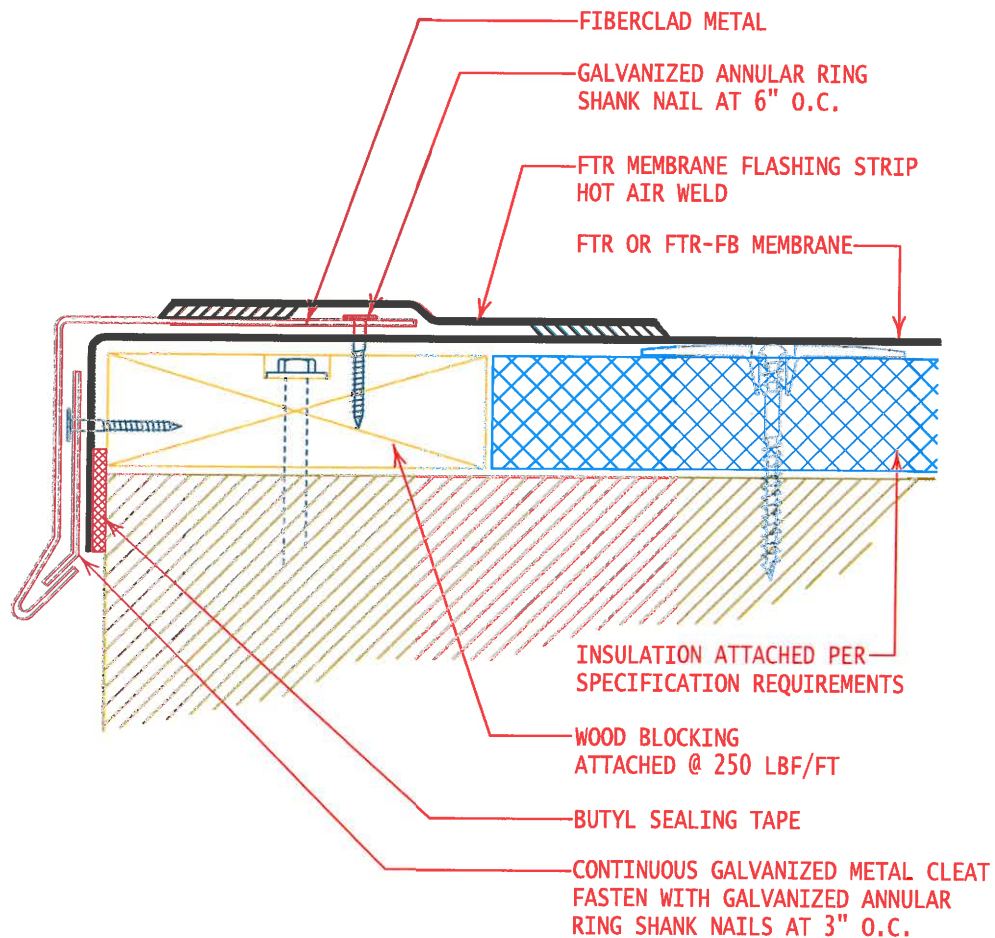 FIBERCLAD METAL
GALVANIZED ANNULAR RING
SHANK NAIL AT 6" O.C.
FTR MEMBRANE FLASHING STRIP
HOT AIR WELD
FTR OR FTR-FB MEMBRANE
INSULATION ATTACHED PER
SPECIFICATION REQUIREMENTS
WOOD BLOCKING
ATTACHED @ 250 LBF/FT
BUTYL SEALING TAPE
CONTINUOUS GALVANIZED METAL CLEAT
FASTEN WITH GALVANIZED ANNULAR
RING SHANK NAILS AT 3" O.C.